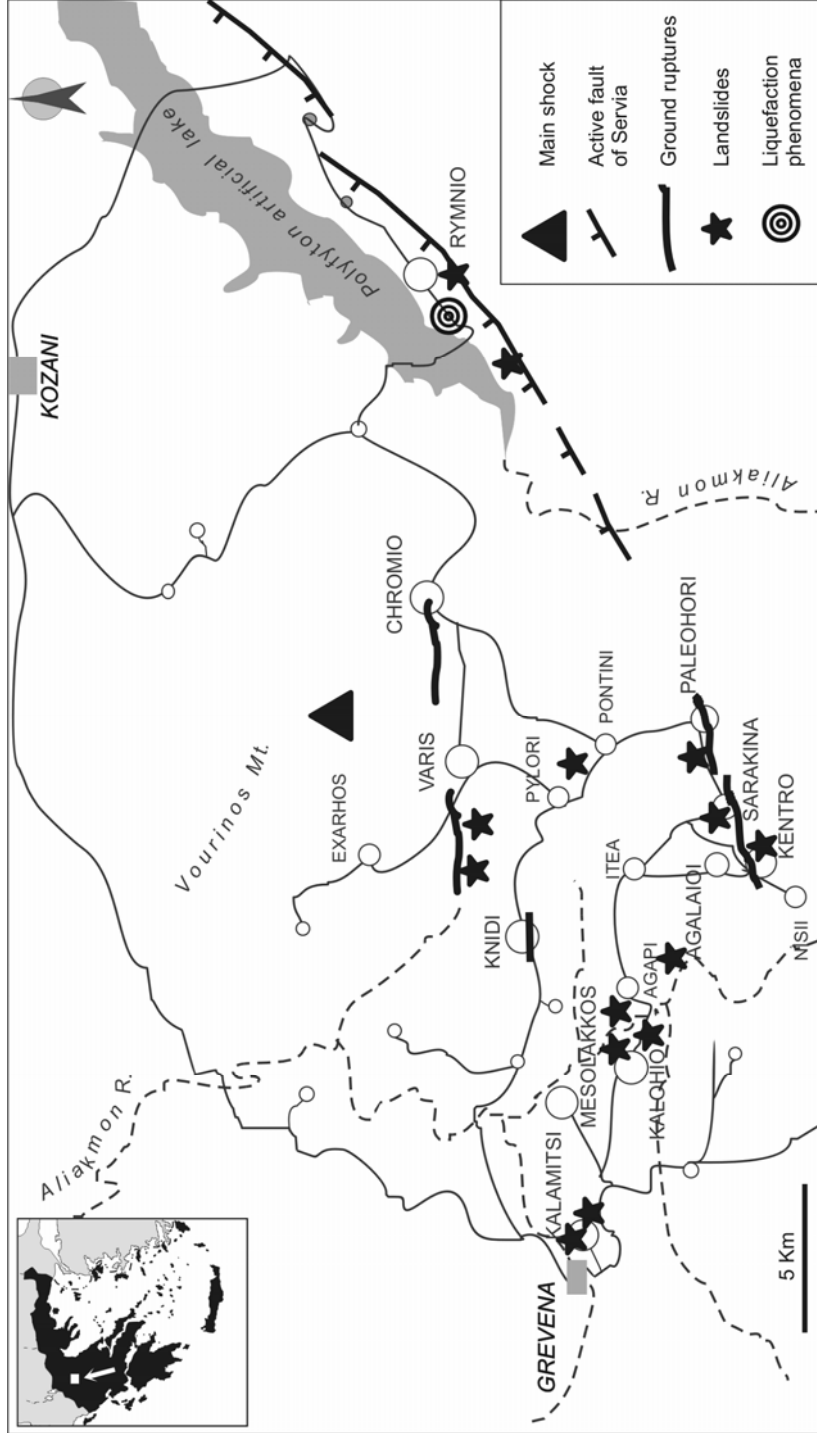 KOZANI
Polyfyton artificial lake
RYMNIO
Aliakmon R.
Vourinos Mt.
CHROMIO
EXARHOS
VARIS
Aliakmon R.
KNIDI
PYLORI
PONTINI
PALEOHORI
SARAKINA
KENTRO
ITEA
AGALAIOI
NISII
AGAPI
MESOLAKKOS
KALOHIO
KALAMITSI
GREVENA
5 Km
Main shock
Active fault
of Servia
Ground ruptures
Landslides
Liquefaction
phenomena